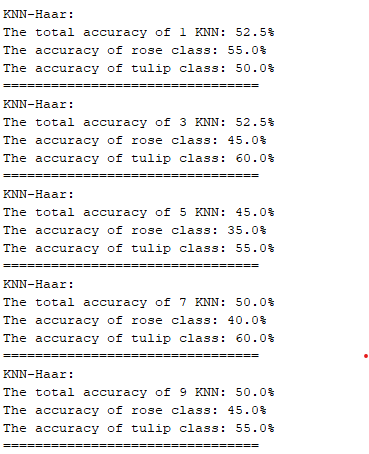 KNN-Haar:
The total accuracy of 1 KNN: 52.5%
The accuracy of rose class: 55.0%
The accuracy of tulip class: 50.0%
================================
KNN-Haar:
The total accuracy of 3 KNN: 52.5%
The accuracy of rose class: 45.0%
The accuracy of tulip class: 60.0%
================================
KNN-Haar:
The total accuracy of 5 KNN: 45.0%
The accuracy of rose class: 35.0%
The accuracy of tulip class: 55.0%
================================
KNN-Haar:
The total accuracy of 7 KNN: 50.0%
The accuracy of rose class: 40.0%
The accuracy of tulip class: 60.0%
================================
KNN-Haar:
The total accuracy of 9 KNN: 50.0%
The accuracy of rose class: 45.0%
The accuracy of tulip class: 55.0%
================================